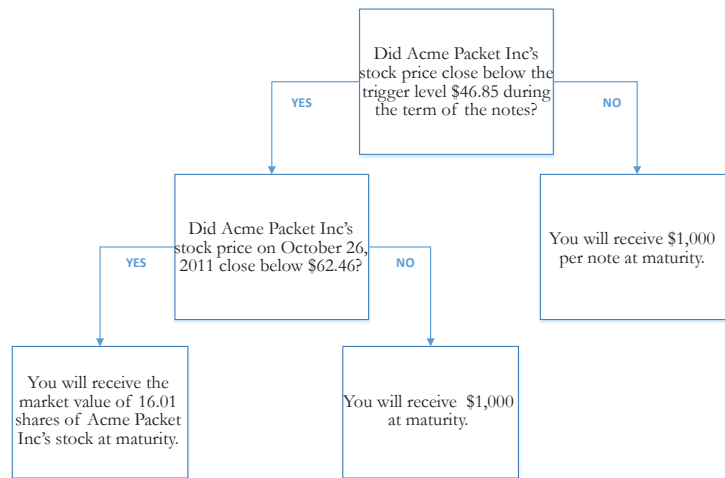 Did Acme Packet Inc's
stock price close below the
trigger level $46.85 during
the term of the notes?
YES
NO
Did Acme Packet Inc's
stock price on October 26,
2011 close below $62.46?
You will receive $1,000
per note at maturity.
YES
NO
You will receive the
market value of 16.01
shares of Acme Packet
Inc's stock at maturity.
You will receive $1,000
at maturity.